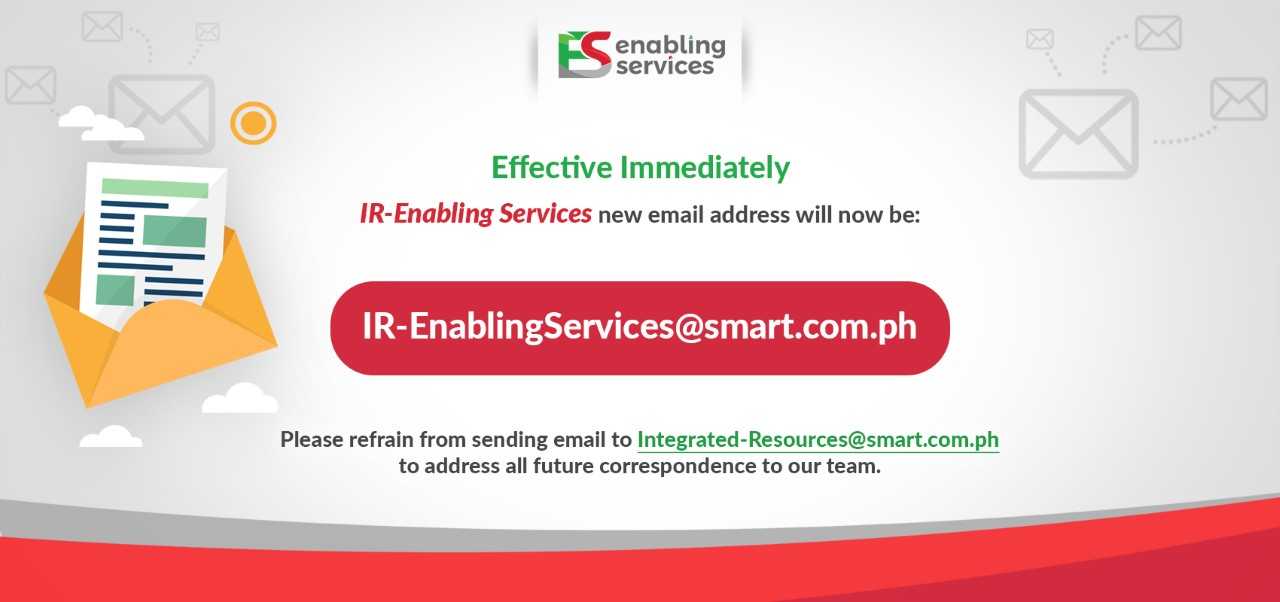 ES enabling
services
Effective Immediately
IR-Enabling Services new email address will now be:
IR-EnablingServices@smart.com.ph
Please refrain from sending email to Integrated-Resources@smart.com.ph
to address all future correspondence to our team.